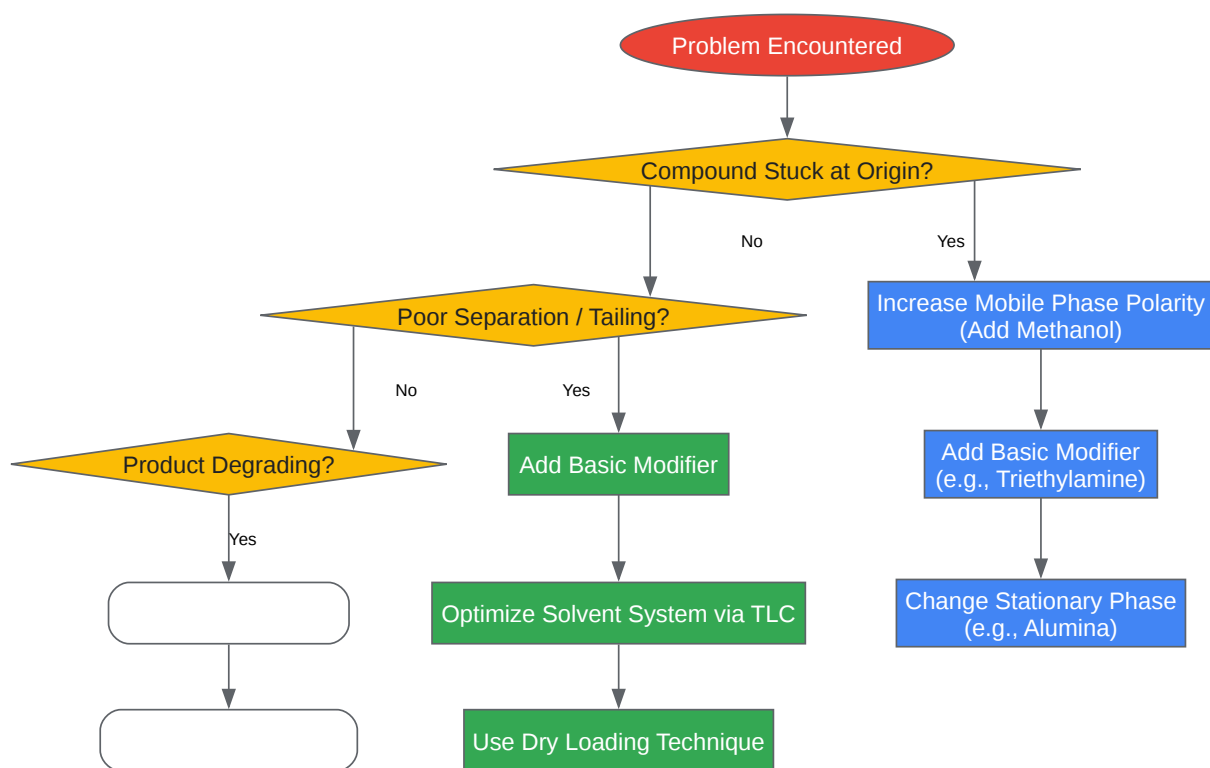 Problem Encountered
Compound Stuck at Origin?
No
Yes
Increase Mobile Phase Polarity
(Add Methanol)
Poor Separation / Tailing?
No
Yes
Add Basic Modifier
(e.g., Triethylamine)
Product Degrading?
Add Basic Modifier
Yes
Change Stationary Phase
(e.g., Alumina)
Optimize Solvent System via TLC
Use Dry Loading Technique